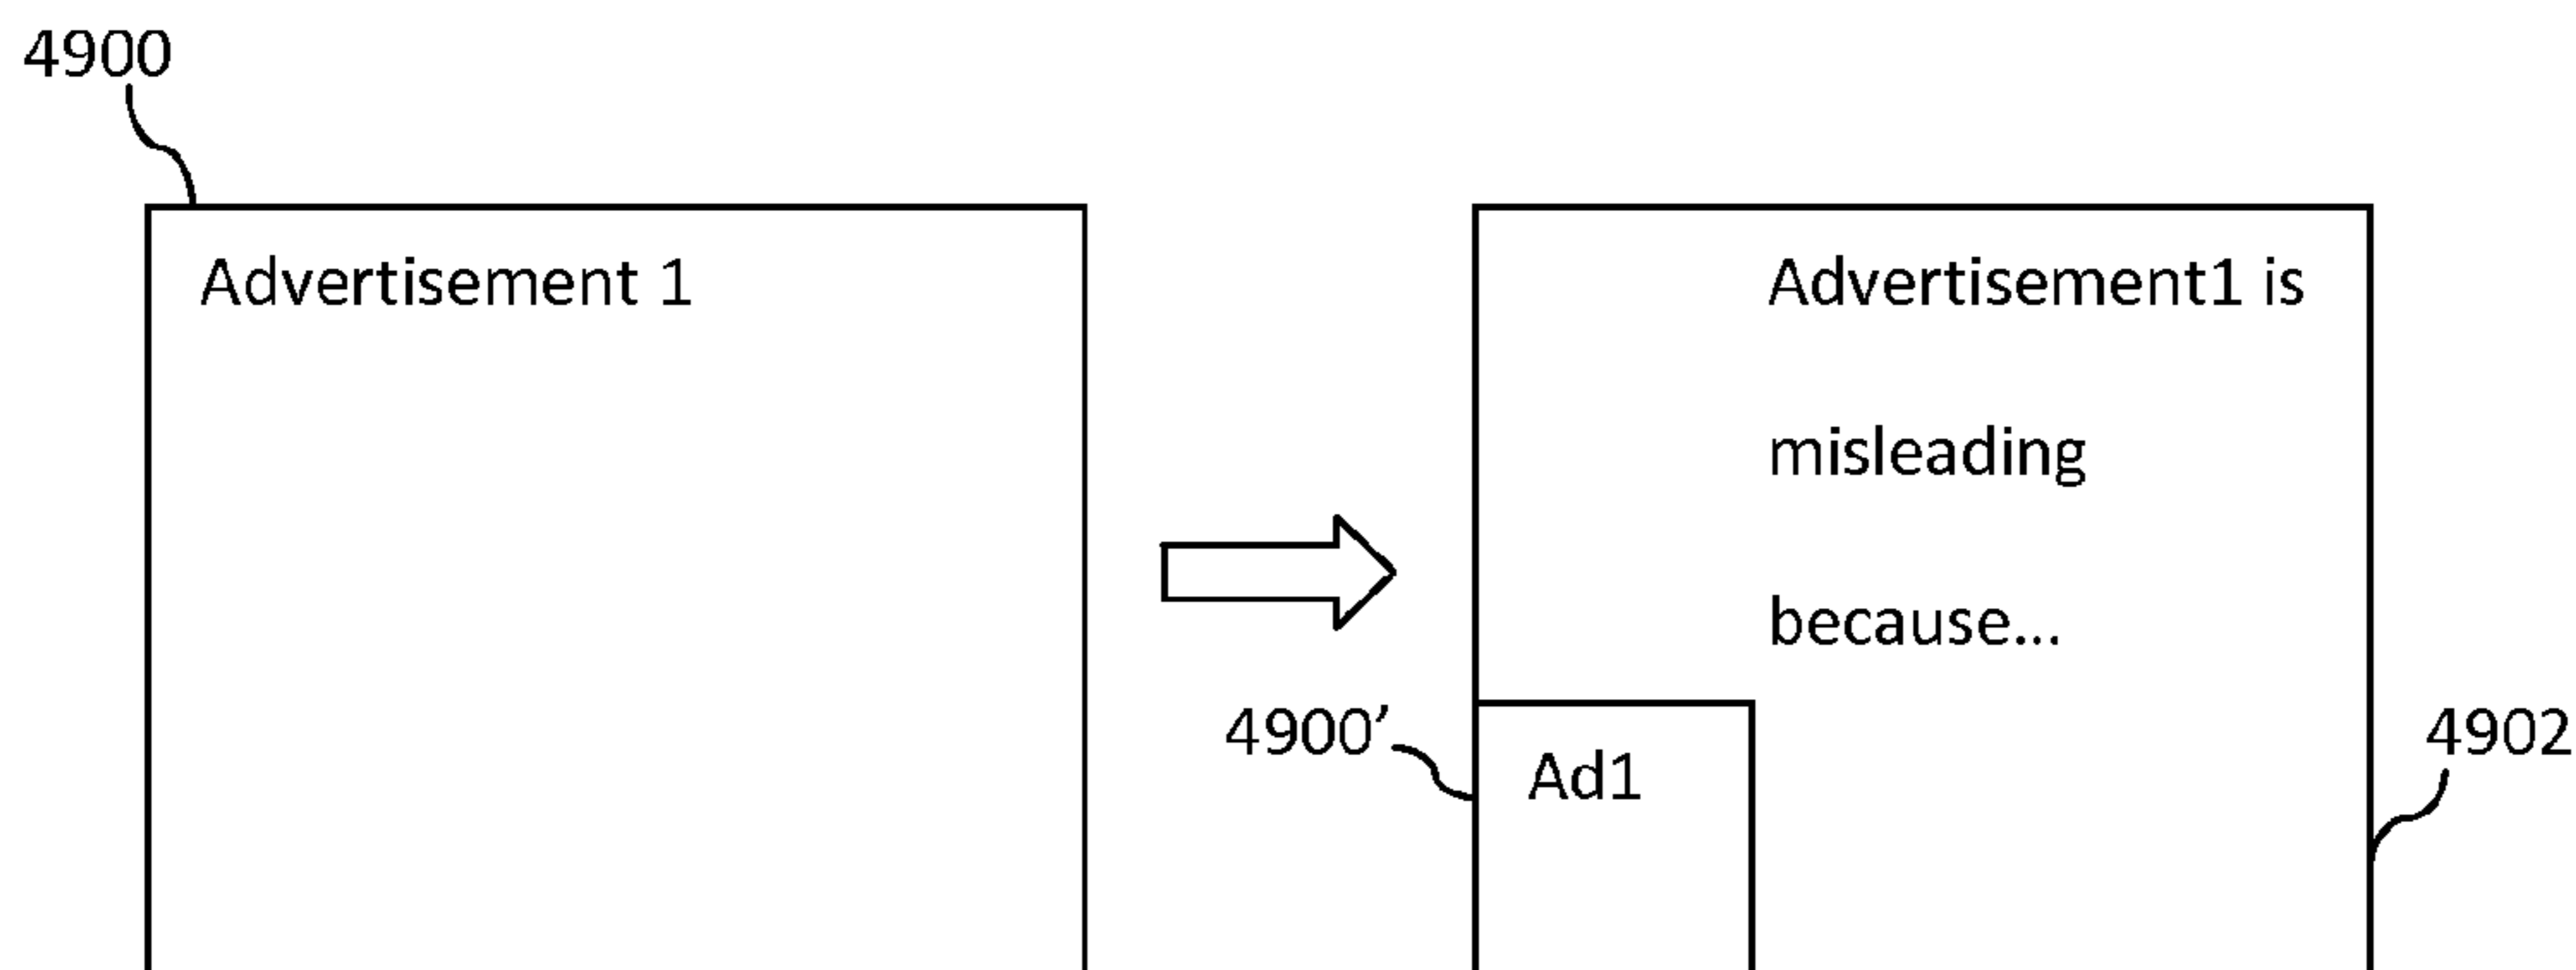 4900
Advertisement 1
Advertisement1 is
misleading
because...
4900’
Ad1
4902